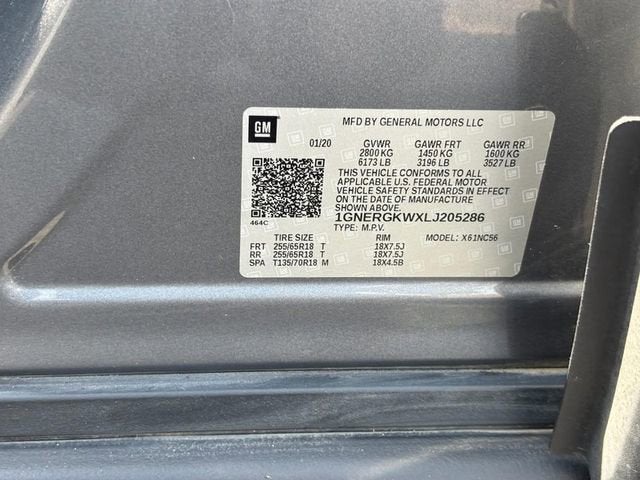 GM
MFD BY GENERAL MOTORS LLC
01/20 GVWR GAWR FRT GAWR RR
2800 KG 1450 KG 1600 KG
6173 LB 3196 LB 3527 LB
THIS VEHICLE CONFORMS TO ALL
APPLICABLE U.S. FEDERAL MOTOR
VEHICLE SAFETY STANDARDS IN EFFECT
ON THE DATE OF MANUFACTURE
SHOWN ABOVE.
464C
1GNERGKWXLJ205286
TYPE: M.P.V. MODEL: X61NC56
TIRE SIZE RIM
FRT 255/65R18 T 18X7.5J
RR 255/65R18 T 18X7.5J
SPA T135/70R18 M 18X4.5B